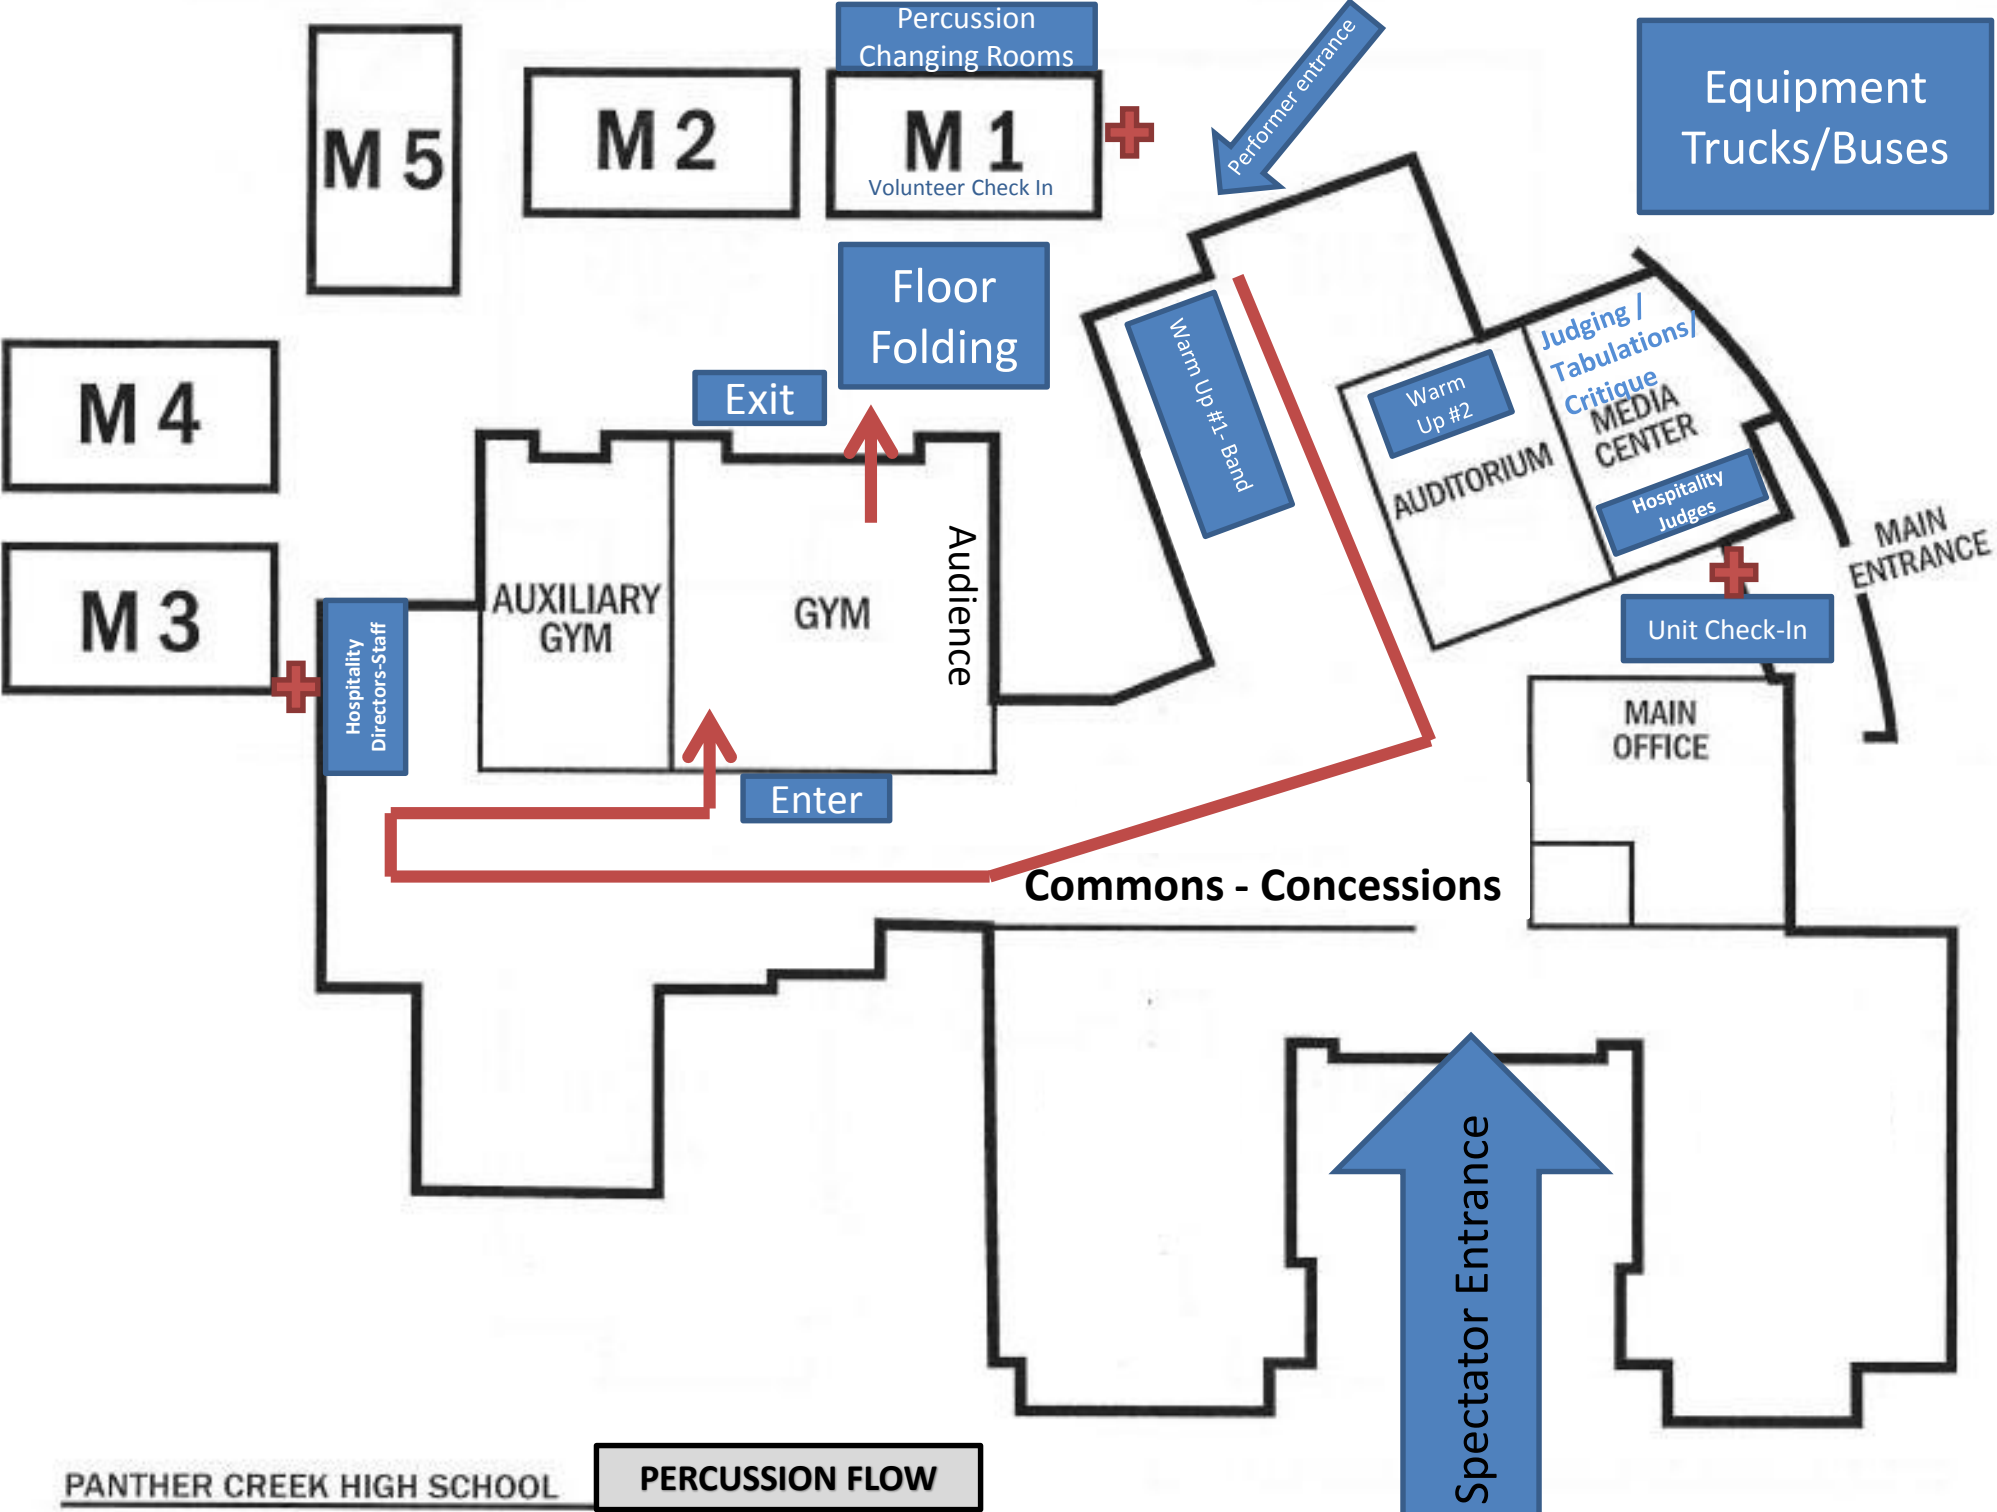 Percussion
Changing Rooms
Performer entrance
Equipment
Trucks/Buses
M 5
M 2
M 1
Volunteer Check In
Floor
Folding
Exit
Warm Up #1- Band
Warm
Up #2
AUDITORIUM
Judging /
Tabulations/
Critique
MEDIA
CENTER
Hospitality
Judges
MAIN
ENTRANCE
M 4
M 3
Hospitality
Directors-Staff
AUXILIARY
GYM
GYM
Audience
Unit Check-In
MAIN
OFFICE
Enter
Commons - Concessions
Spectator Entrance
PANTHER CREEK HIGH SCHOOL
PERCUSSION FLOW